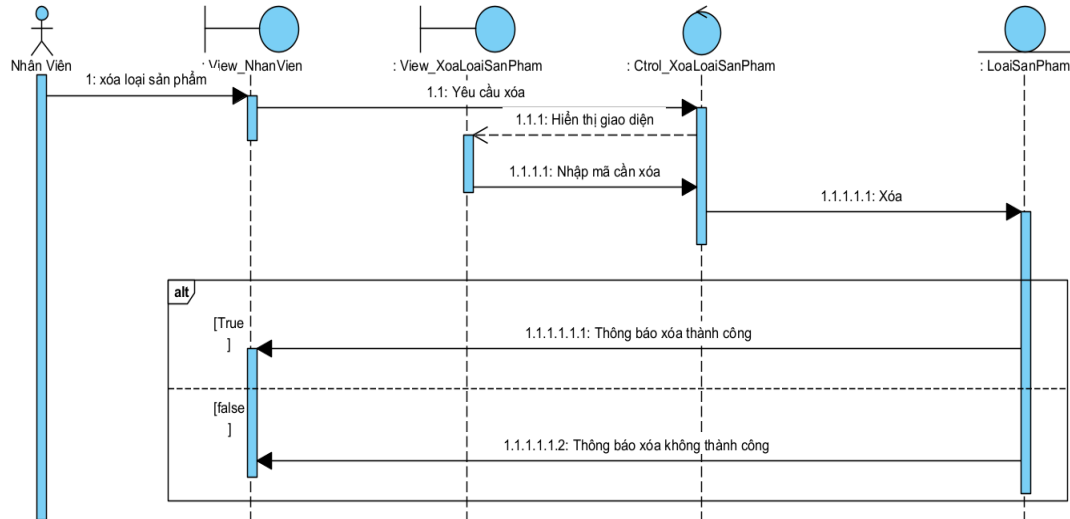 Nhân Viên
: View_NhanVien
: View_XoaLoaiSanPham
: Ctrol_XoaLoaiSanPham
: LoaiSanPham
1: xóa loại sản phẩm
1.1: Yêu cầu xóa
1.1.1: Hiển thị giao diện
1.1.1.1: Nhập mã cần xóa
1.1.1.1.1: Xóa
alt
[True
]
1.1.1.1.1.1: Thông báo xóa thành công
[false
]
1.1.1.1.1.2: Thông báo xóa không thành công